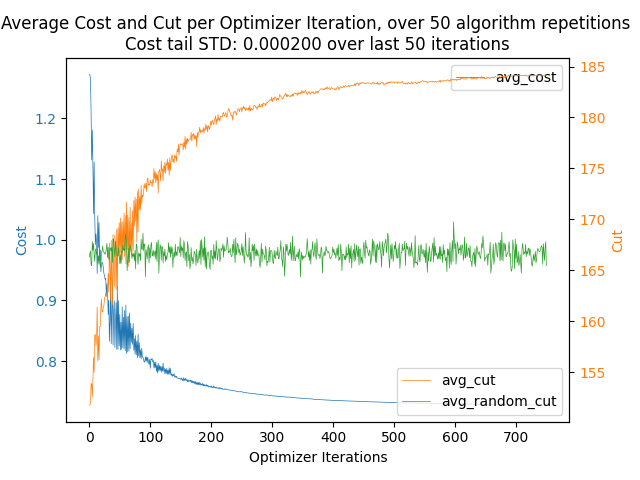 Average Cost and Cut per Optimizer Iteration, over 50 algorithm repetitions
Cost tail STD: 0.000200 over last 50 iterations
avg_cost
1.2
1.1
1.0
0.9
0.8
Cost
185
180
175
170
165
160
155
Cut
avg_cut
avg_random_cut
0
100
200
300
400
500
600
700
Optimizer Iterations